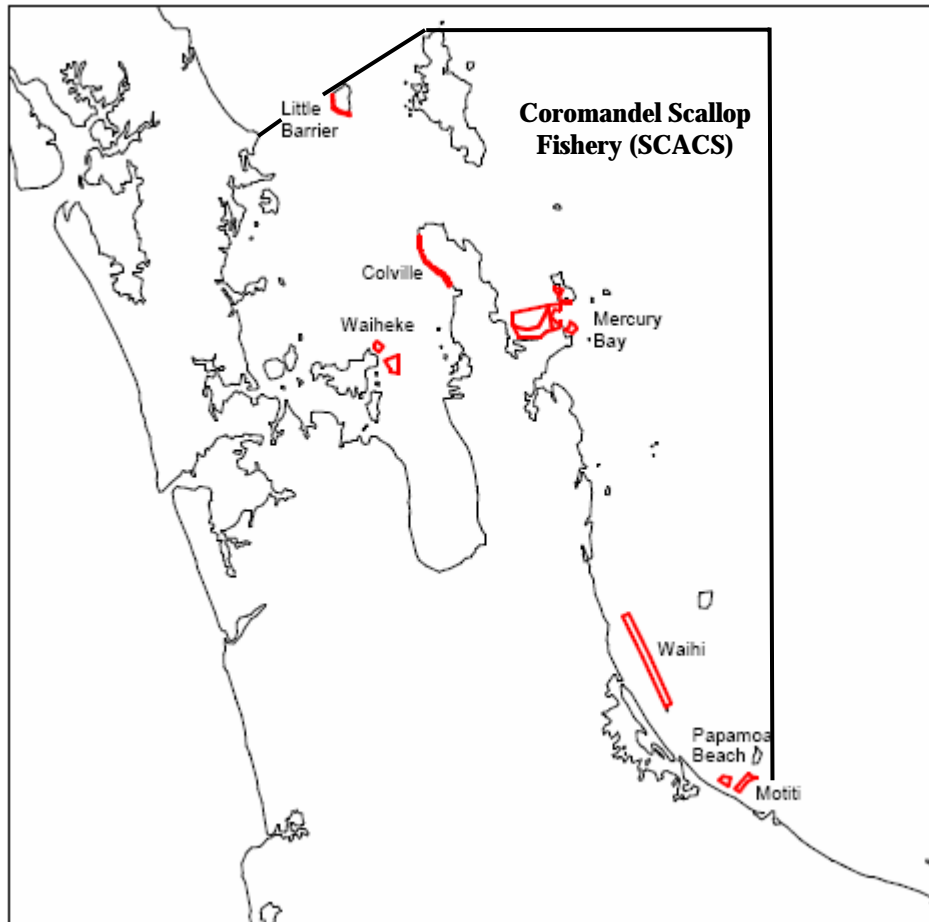 Little
Barrier
Coromandel Scallop
Fishery (SCACS)
Colville
Waiheke
Mercury
Bay
Waihi
Papamoa
Beach
Motiti